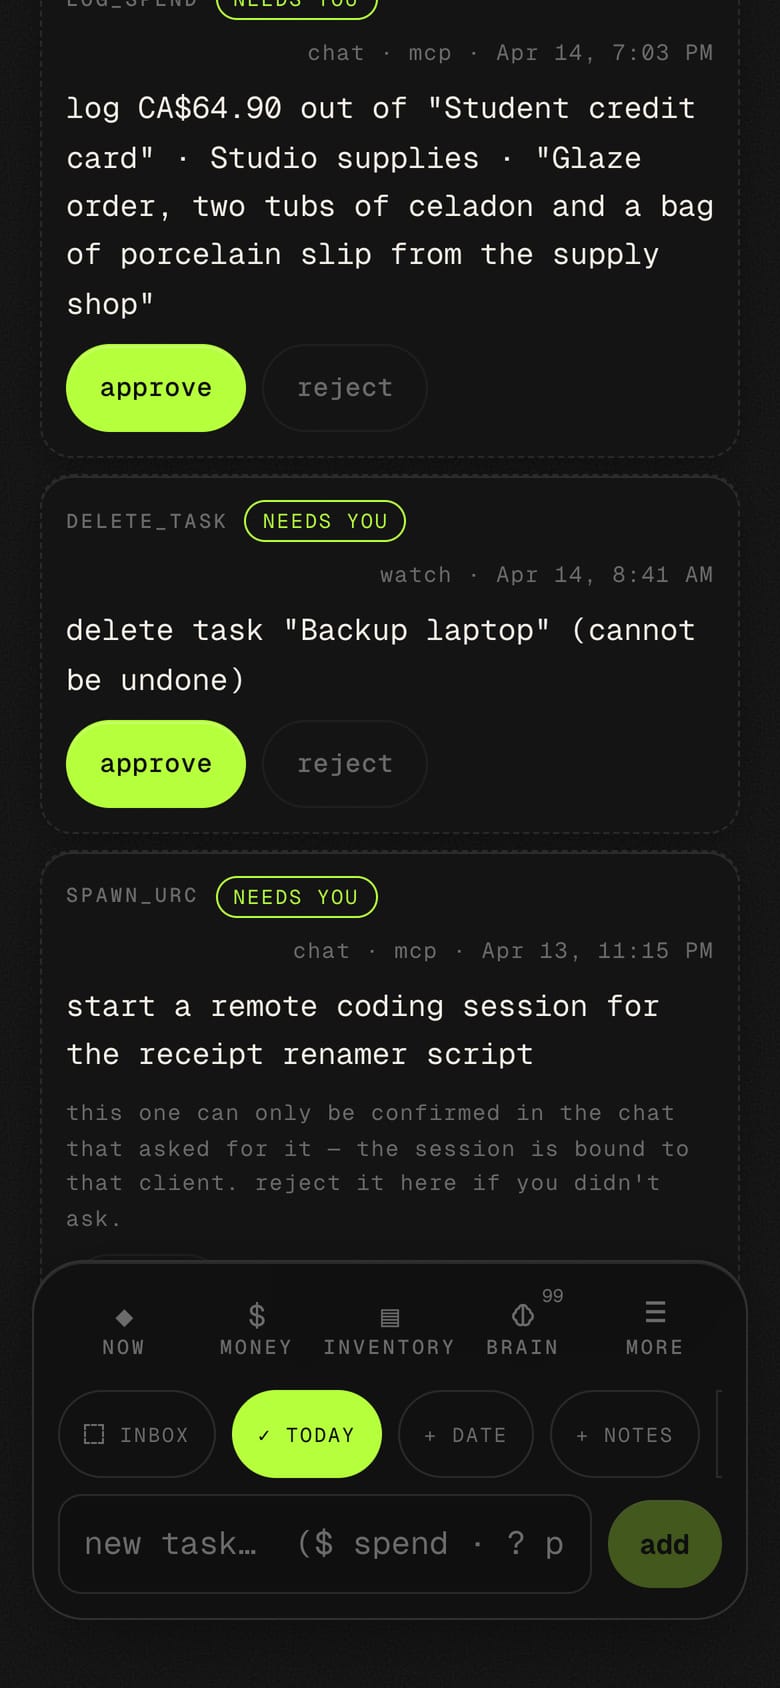 LOG_SPEND NEEDS YOU
chat · mcp · Apr 14, 7:03 PM
log CA$64.90 out of "Student credit
card" · Studio supplies · "Glaze
order, two tubs of celadon and a bag
of porcelain slip from the supply
shop"
approve reject
DELETE_TASK NEEDS YOU
watch · Apr 14, 8:41 AM
delete task "Backup laptop" (cannot
be undone)
approve reject
SPAWN_URC NEEDS YOU
chat · mcp · Apr 13, 11:15 PM
start a remote coding session for
the receipt renamer script
this one can only be confirmed in the chat
that asked for it — the session is bound to
that client. reject it here if you didn't
ask.
99
NOW MONEY INVENTORY BRAIN MORE
INBOX ✓ TODAY + DATE + NOTES
new task… ($ spend · ? p
add